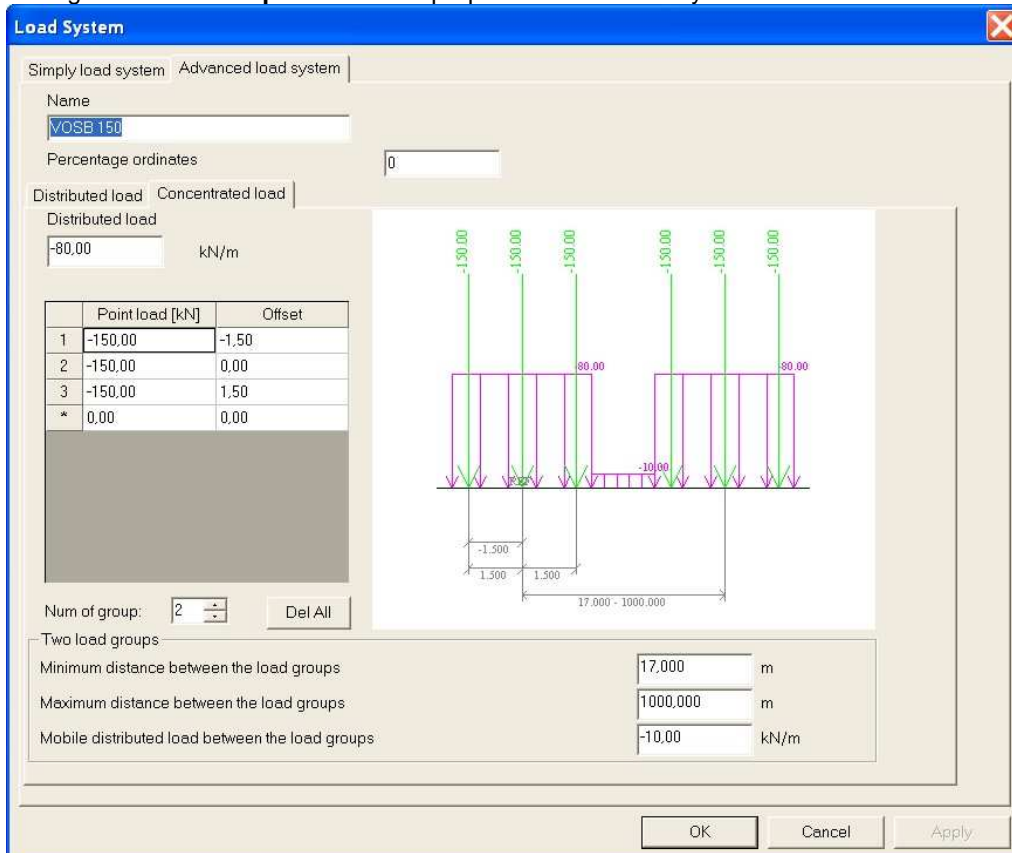 Load System
Simply load system Advanced load system
Name
VOSB 150
Percentage ordinates 0
Distributed load Concentrated load
Distributed load
-80,00 kN/m
Point load [kN] Offset
1 -150,00 -1,50
2 -150,00 0,00
3 -150,00 1,50
* 0,00 0,00
Num of group: 2 Del All
-150.00 -150.00 -150.00 -150.00 -150.00 -150.00
-80.00 -80.00
-10.00
-1.500
1.500 1.500
17.000 - 1000.000
Two load groups
Minimum distance between the load groups 17,000 m
Maximum distance between the load groups 1000,000 m
Mobile distributed load between the load groups -10,00 kN/m
OK Cancel Apply